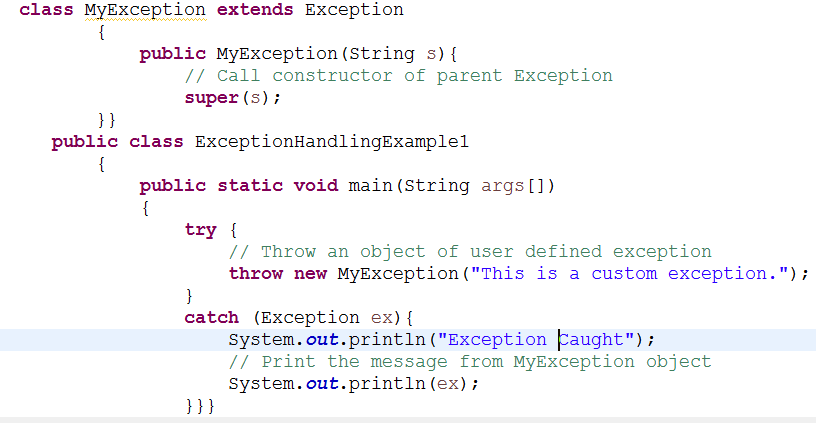 class MyException extends Exception
{
public MyException(String s){
// Call constructor of parent Exception
super(s);
}}
public class ExceptionHandlingExample1
{
public static void main(String args[])
{
try {
// Throw an object of user defined exception
throw new MyException("This is a custom exception.");
}
catch (Exception ex){
System.out.println("Exception Caught");
// Print the message from MyException object
System.out.println(ex);
}}}